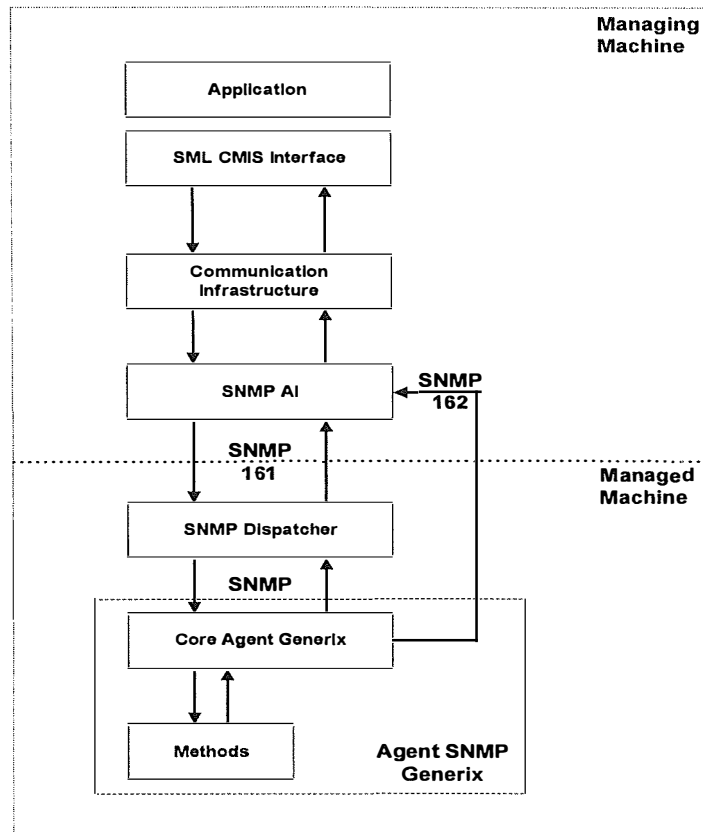 Managing
Machine
Application
SML CMIS Interface
Communication
Infrastructure
SNMP AI
SNMP
162
SNMP
161
Managed
Machine
SNMP Dispatcher
SNMP
Core Agent Generix
Methods
Agent SNMP
Generix